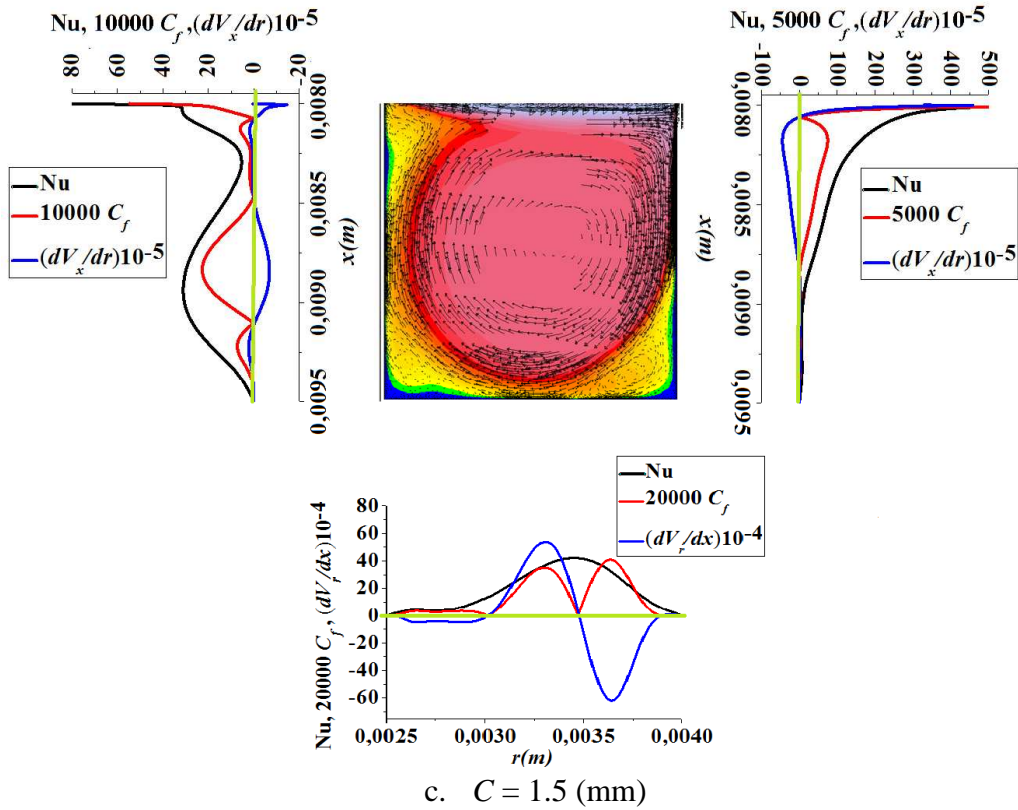 Nu, 10000 C_f ,(dV_x/dr)10^-5
80 60 40 20 0 -20
0,0080
0,0085
0,0090
0,0095
x(m)
Nu
10000 C_f
(dV_x/dr)10^-5
Nu, 5000 C_f ,(dV_x/dr)10^-5
-100
0
100
200
300
400
500
0,0080
0,0085
0,0090
0,0095
x(m)
Nu
5000 C_f
(dV_x/dr)10^-5
Nu
20000 C_f
(dV_r/dx)10^-4
Nu, 20000 C_f , (dV_r/dx)10^-4
80
60
40
20
0
-20
-40
-60
0,0025 0,0030 0,0035 0,0040
r(m)
c. C = 1.5 (mm)